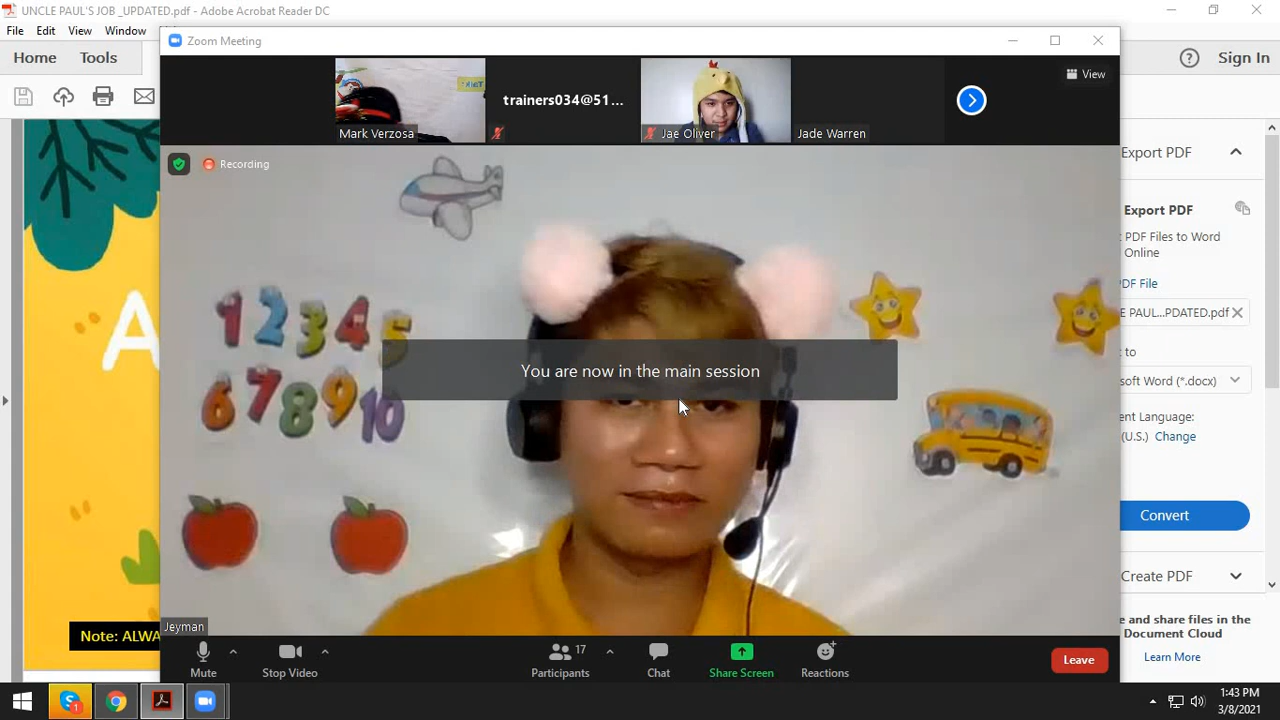 UNCLE PAUL'S JOB _UPDATED.pdf - Adobe Acrobat Reader DC
File Edit View Window
Home Tools
Sign In
Zoom Meeting
View
Mark Verzosa
trainers034@51...
Jae Oliver
Jade Warren
Recording
A
1 2 3 4 5
6 7 8 9 10
You are now in the main session
Jeyman
Note: ALWA
Mute
Stop Video
17
Participants
Chat
Share Screen
Reactions
Leave
Export PDF
Export PDF
PDF Files to Word
Online
PDF File
E PAUL...PDATED.pdf
to
soft Word (*.docx)
ent Language:
(U.S.) Change
Convert
Create PDF
e and share files in the
Document Cloud
Learn More
1
1:43 PM
3/8/2021